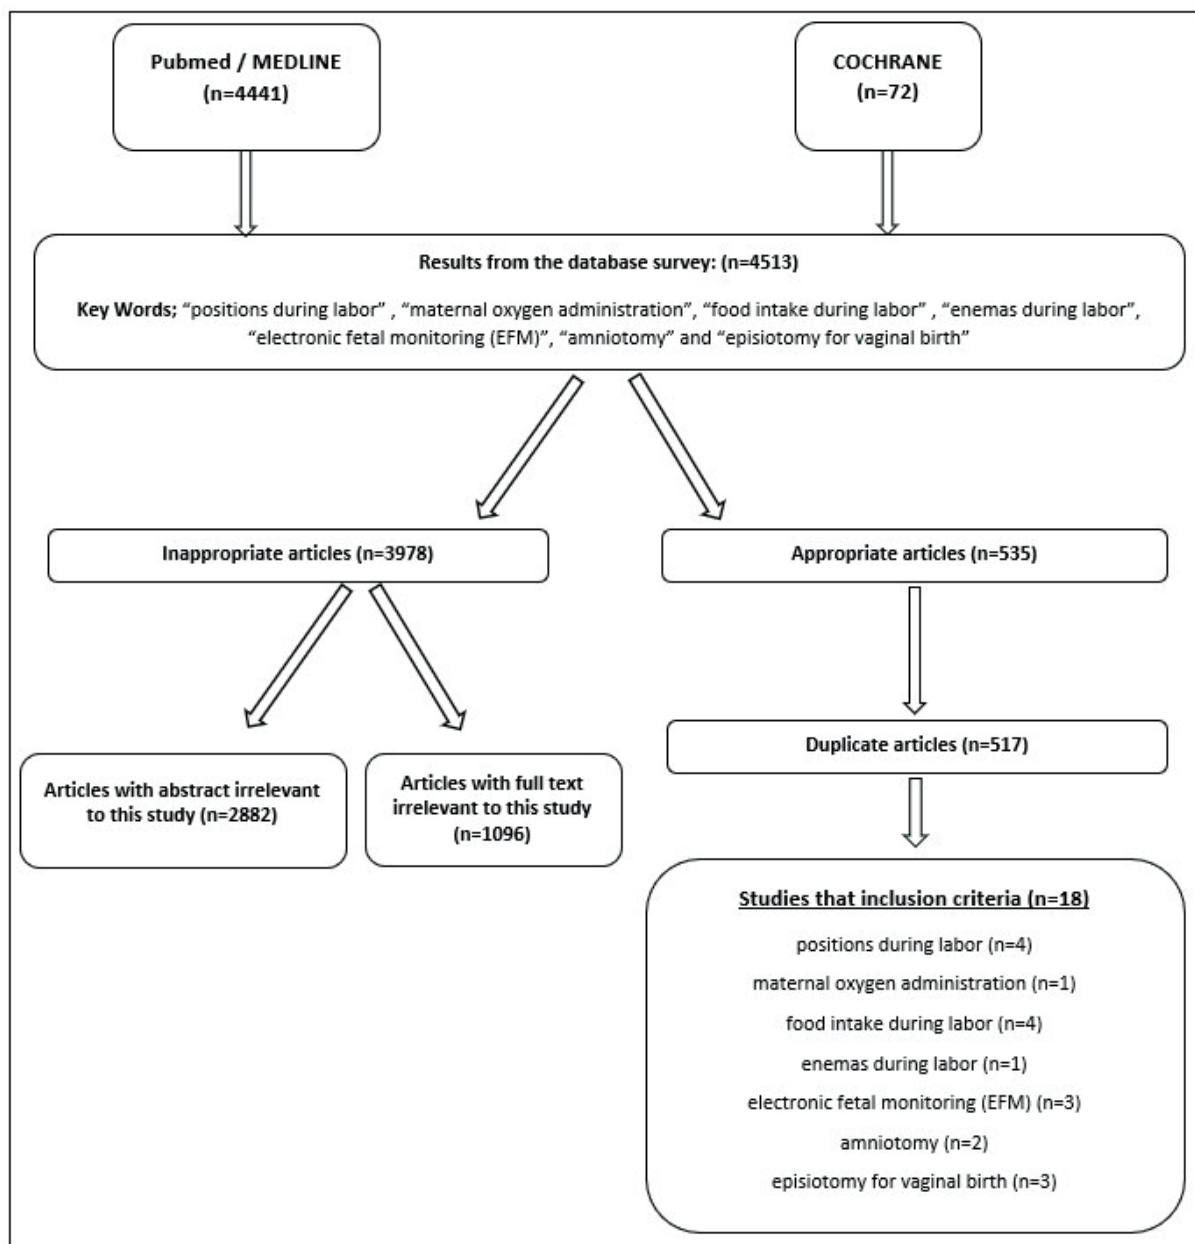 Pubmed / MEDLINE
(n=4441)
COCHRANE
(n=72)
Results from the database survey: (n=4513)
Key Words; “positions during labor” , “maternal oxygen administration”, “food intake during labor” , “enemas during labor”,
“electronic fetal monitoring (EFM)”, “amniotomy” and “episiotomy for vaginal birth”
Inappropriate articles (n=3978)
Appropriate articles (n=535)
Duplicate articles (n=517)
Articles with abstract irrelevant
to this study (n=2882)
Articles with full text
irrelevant to this study
(n=1096)
Studies that inclusion criteria (n=18)
positions during labor (n=4)
maternal oxygen administration (n=1)
food intake during labor (n=4)
enemas during labor (n=1)
electronic fetal monitoring (EFM) (n=3)
amniotomy (n=2)
episiotomy for vaginal birth (n=3)